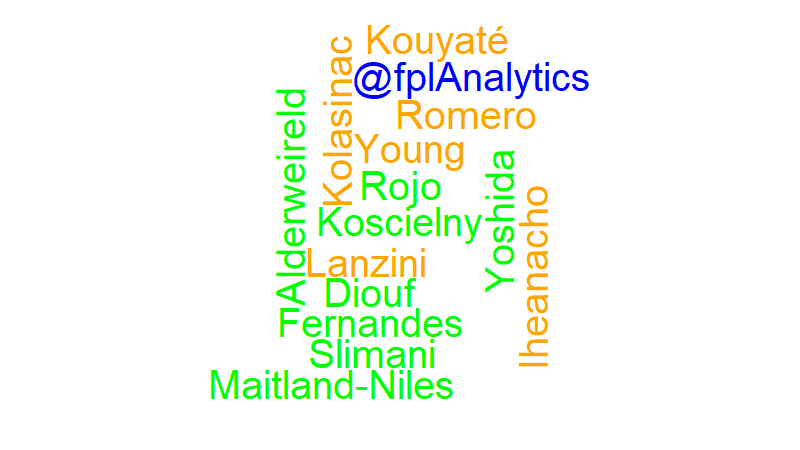 Kouyaté
Kolasinac
@fplAnalytics
Alderweireld
Romero
Young
Yoshida
Rojo
Iheanacho
Koscielny
Lanzini
Diouf
Fernandes
Slimani
Maitland-Niles